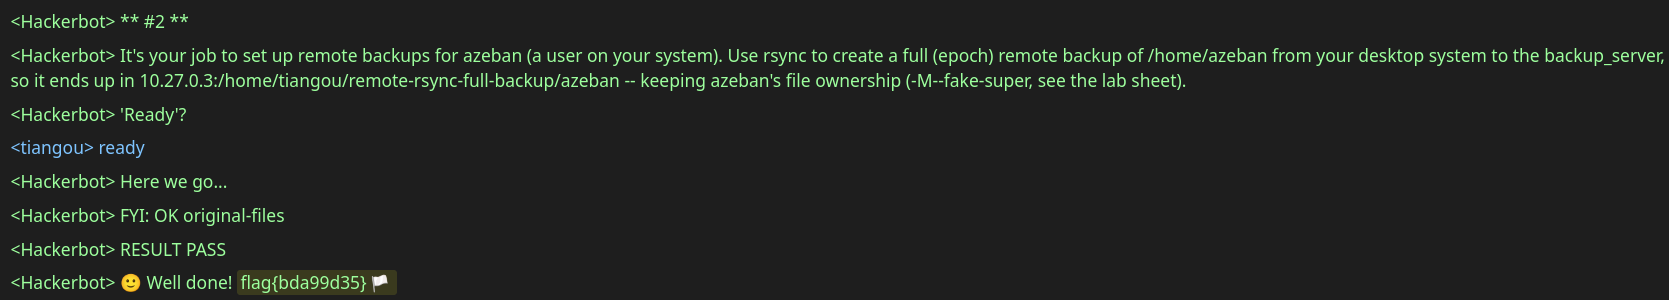 <Hackerbot> ** #2 **
<Hackerbot> It's your job to set up remote backups for azeban (a user on your system). Use rsync to create a full (epoch) remote backup of /home/azeban from your desktop system to the backup_server,
so it ends up in 10.27.0.3:/home/tiangou/remote-rsync-full-backup/azeban -- keeping azeban's file ownership (-M--fake-super, see the lab sheet).
<Hackerbot> 'Ready'?
<tiangou> ready
<Hackerbot> Here we go...
<Hackerbot> FYI: OK original-files
<Hackerbot> RESULT PASS
<Hackerbot> 🙂 Well done! flag{bda99d35} 🏳️